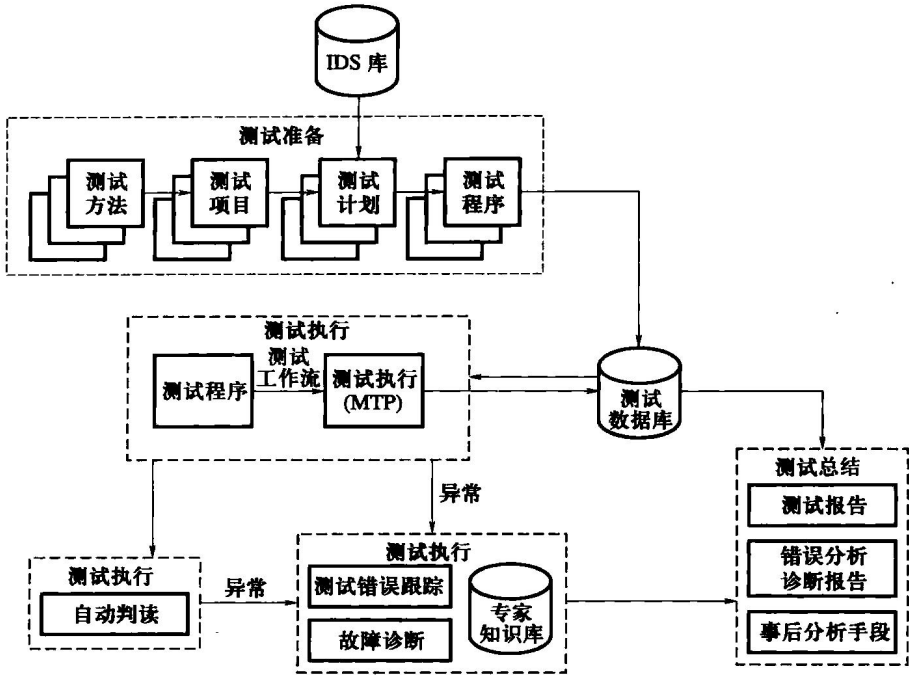 IDS 库
测试准备
测试
方法
测试
项目
测试
计划
测试
程序
测试执行
测试程序
测试
工作流
测试执行
(MTP)
测试
数据库
异常
测试总结
测试报告
错误分析
诊断报告
事后分析手段
测试执行
自动判读
异常
测试执行
测试错误跟踪
故障诊断
专家
知识库